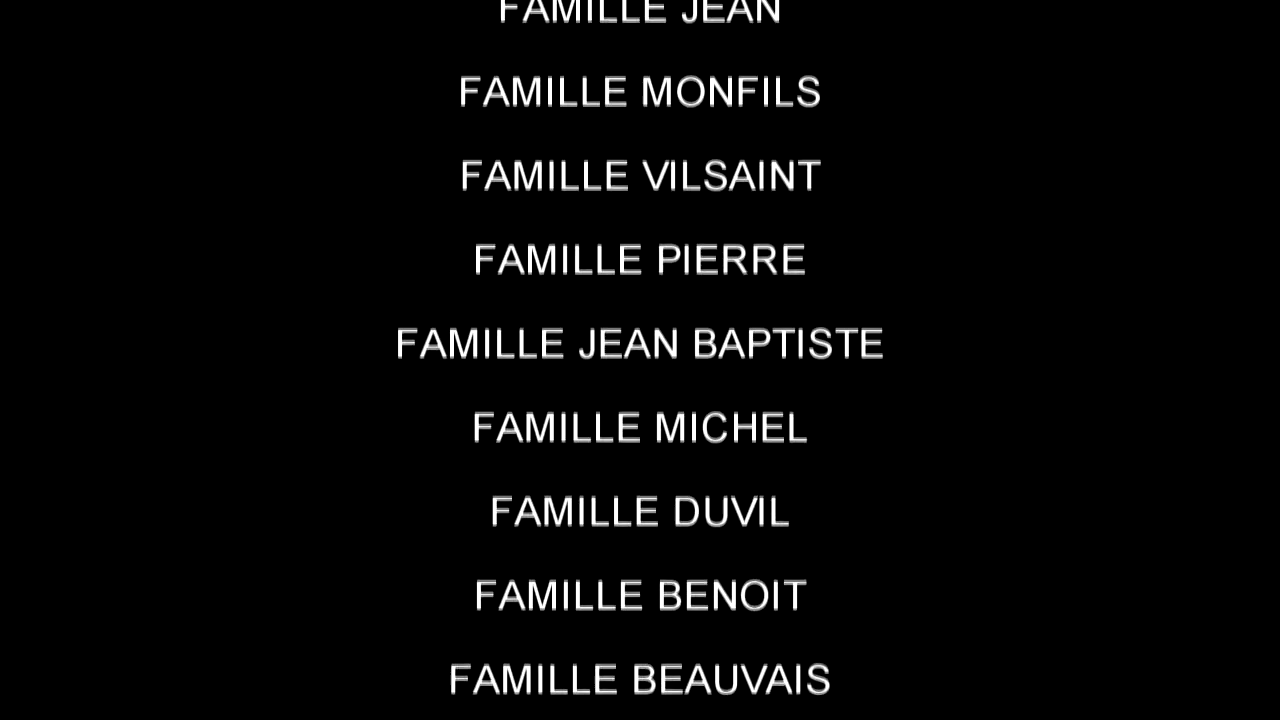 FAMILLE JEAN
FAMILLE MONFILS
FAMILLE VILSAINT
FAMILLE PIERRE
FAMILLE JEAN BAPTISTE
FAMILLE MICHEL
FAMILLE DUVIL
FAMILLE BENOIT
FAMILLE BEAUVAIS